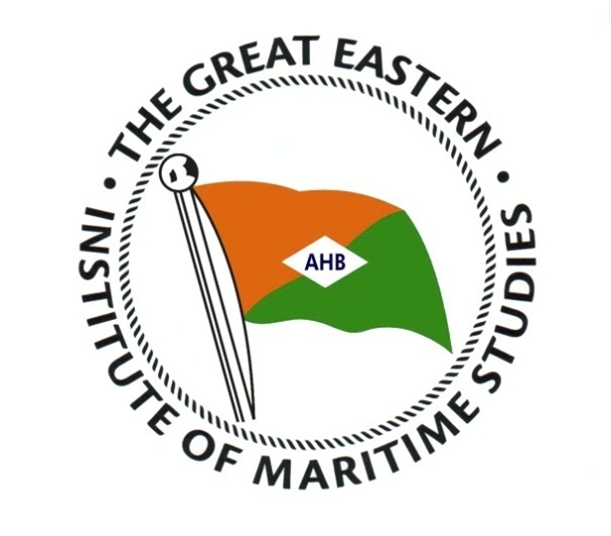 • THE GREAT EASTERN •
INSTITUTE OF MARITIME STUDIES
AHB